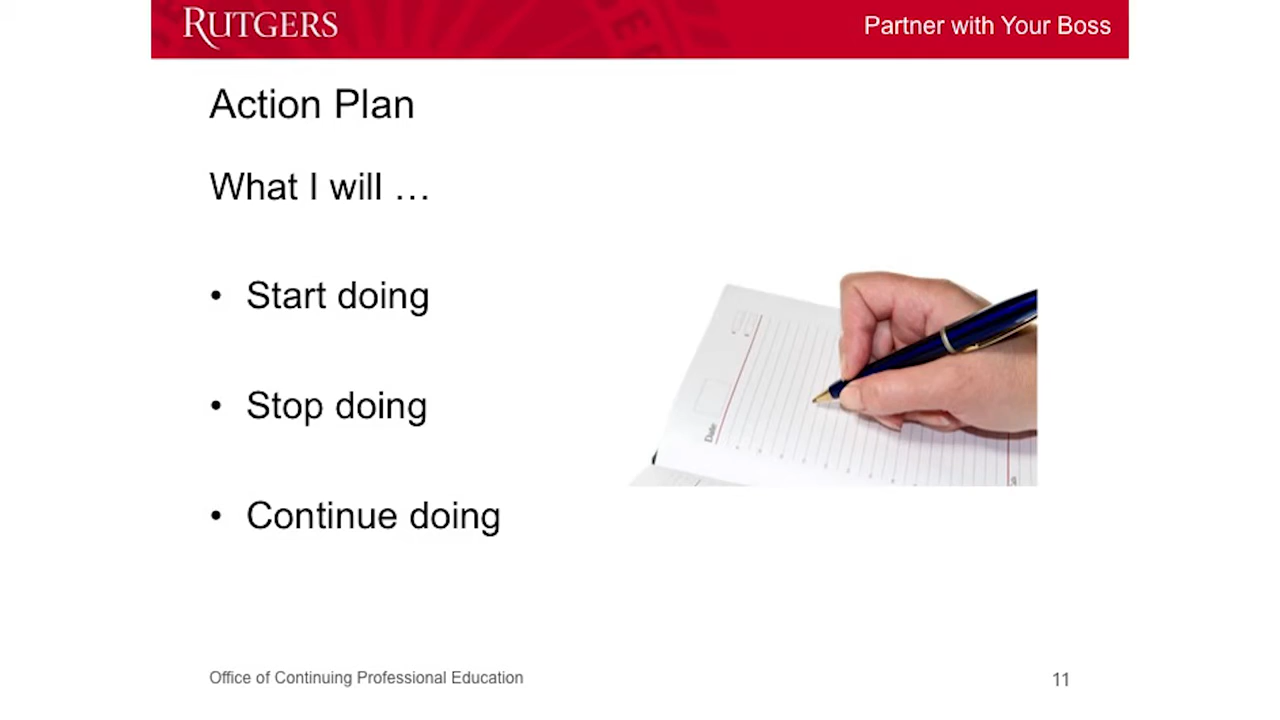 RUTGERS
Partner with Your Boss
Action Plan
What I will …
• Start doing
• Stop doing
• Continue doing
Date
Office of Continuing Professional Education
11